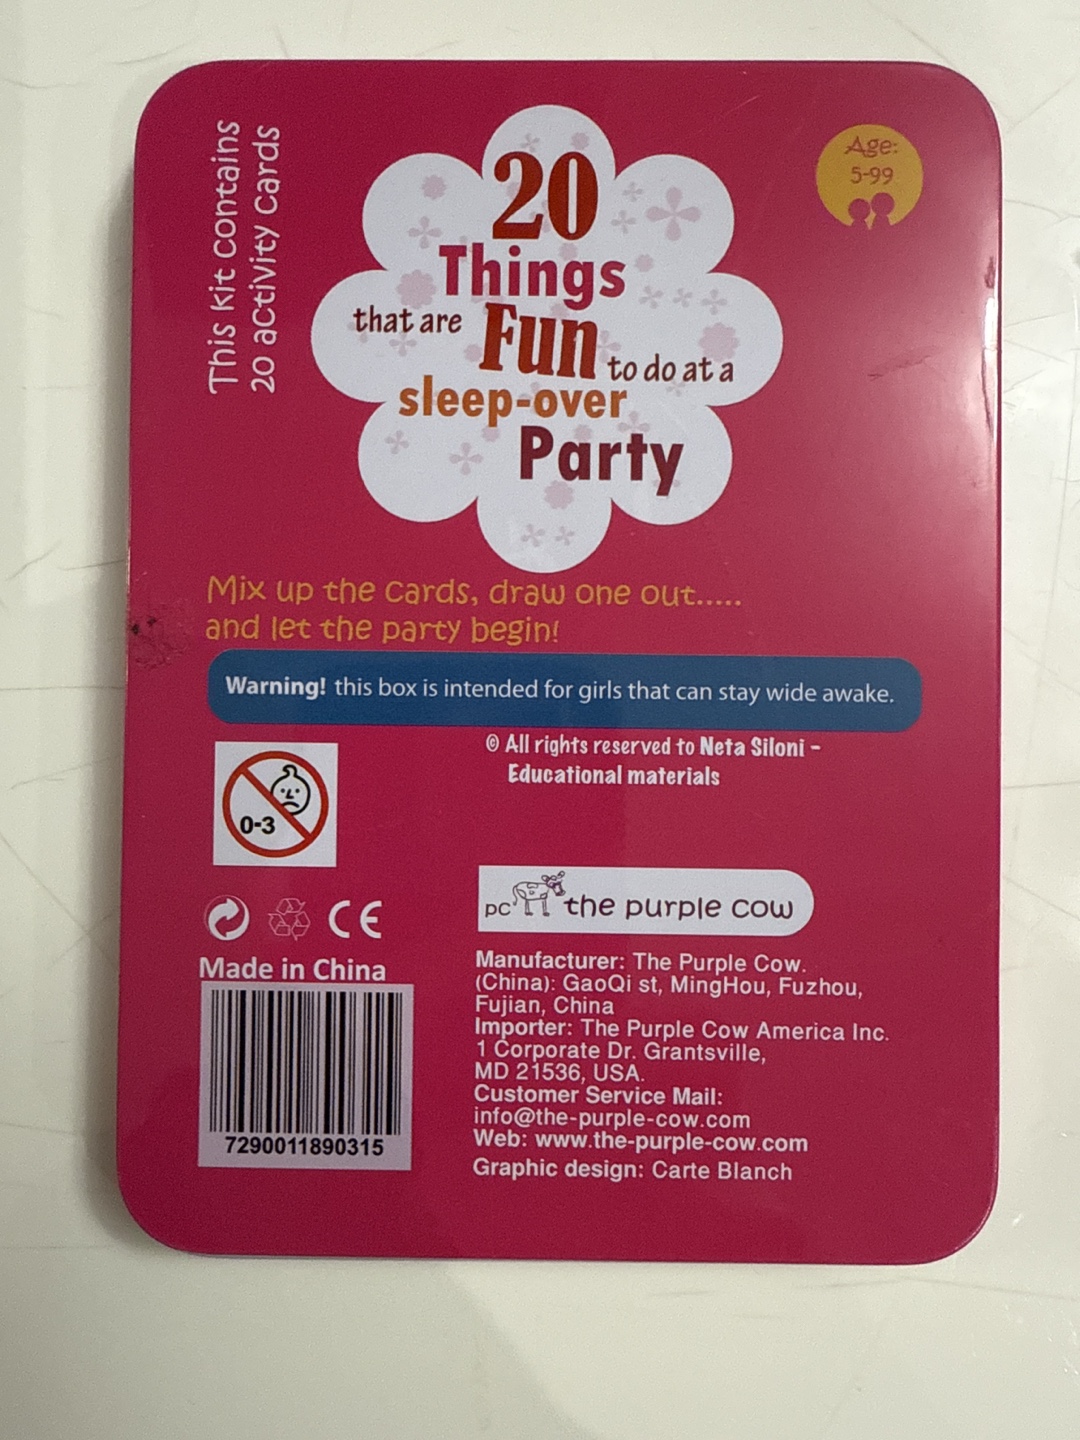 This kit contains
20 activity cards
20
Things
that are Fun to do at a
sleep-over
Party
Age:
5-99
Mix up the cards, draw one out.....
and let the party begin!
Warning! this box is intended for girls that can stay wide awake.
© All rights reserved to Neta Siloni -
Educational materials
0-3
pc the purple cow
CE
Made in China
7290011890315
Manufacturer: The Purple Cow.
(China): GaoQi st, MingHou, Fuzhou,
Fujian, China
Importer: The Purple Cow America Inc.
1 Corporate Dr. Grantsville,
MD 21536, USA.
Customer Service Mail:
info@the-purple-cow.com
Web: www.the-purple-cow.com
Graphic design: Carte Blanch